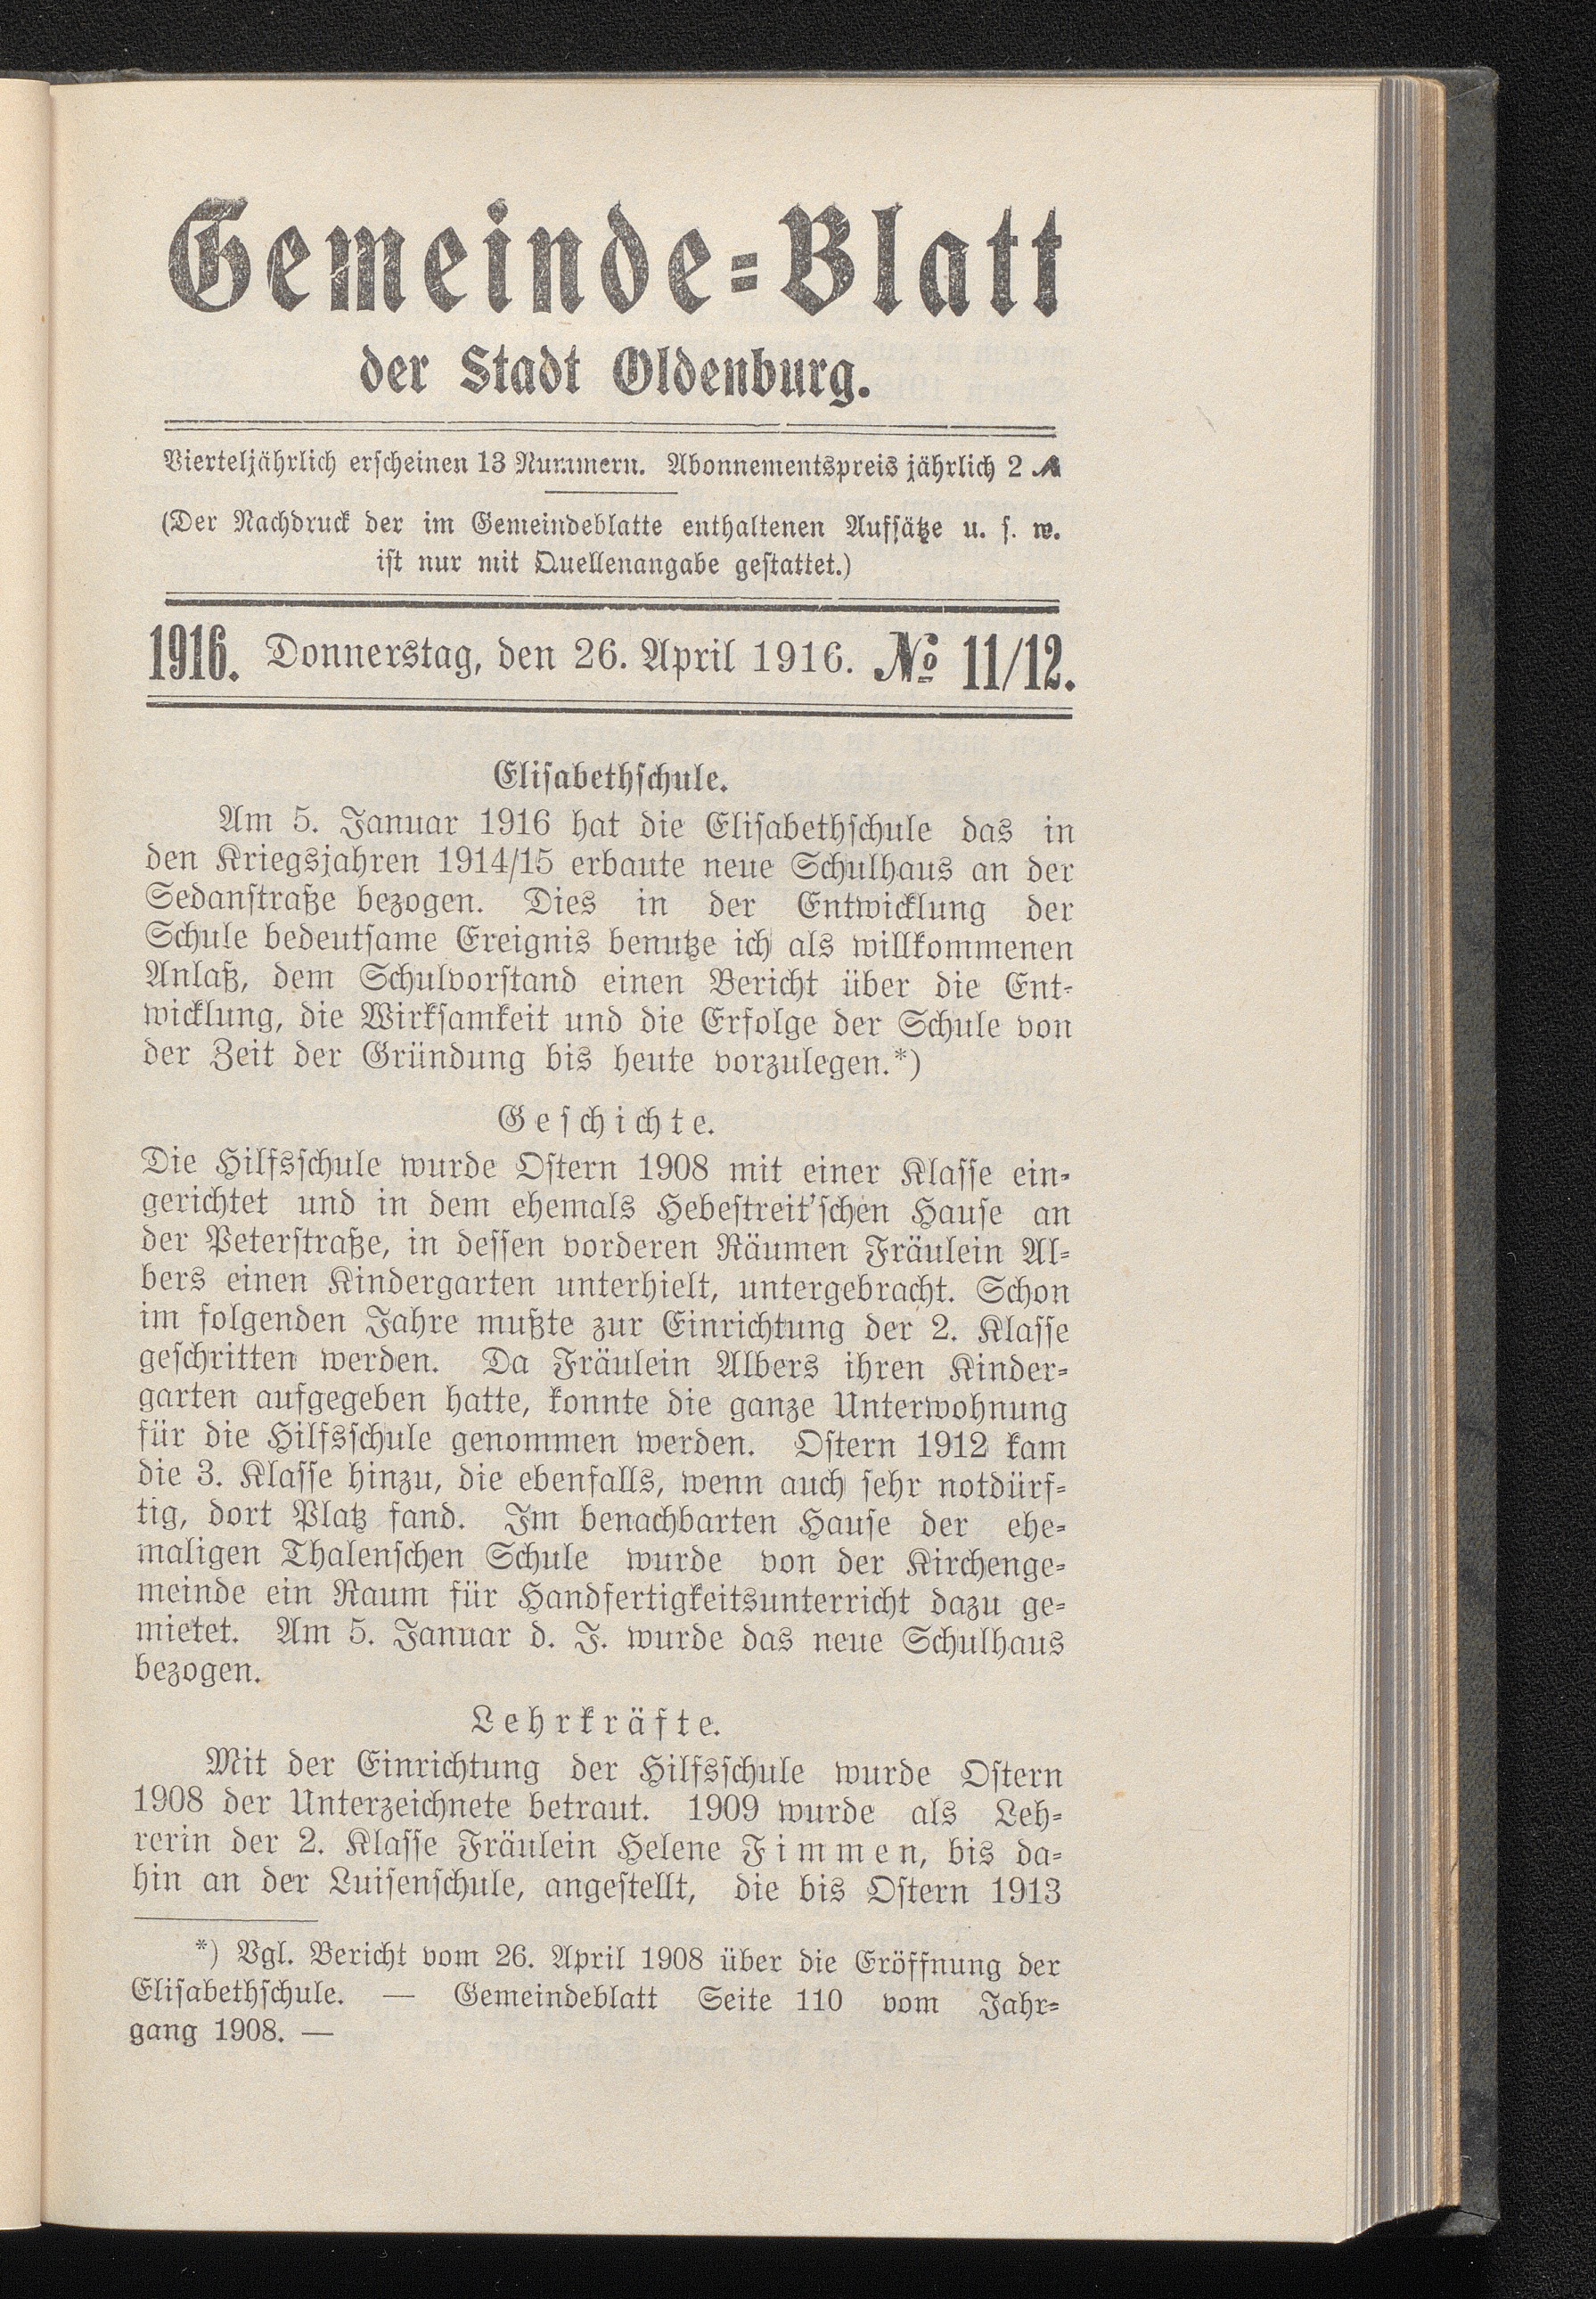 Gemeinde-Blatt
der Stadt Oldenburg.
Vierteljährlich erscheinen 13 Nummern. Abonnementspreis jährlich 2 ℳ
(Der Nachdruck der im Gemeindeblatte enthaltenen Aufsätze u. s. w.
ist nur mit Quellenangabe gestattet.)
1916. Donnerstag, den 26. April 1916. № 11/12.
Elisabethschule.
Am 5. Januar 1916 hat die Elisabethschule das in
den Kriegsjahren 1914/15 erbaute neue Schulhaus an der
Sedanstraße bezogen. Dies in der Entwicklung der
Schule bedeutsame Ereignis benutze ich als willkommenen
Anlaß, dem Schulvorstand einen Bericht über die Ent-
wicklung, die Wirksamkeit und die Erfolge der Schule von
der Zeit der Gründung bis heute vorzulegen.*)
Geschichte.
Die Hilfsschule wurde Ostern 1908 mit einer Klasse ein-
gerichtet und in dem ehemals Hebestreit'schen Hause an
der Peterstraße, in dessen vorderen Räumen Fräulein Al-
bers einen Kindergarten unterhielt, untergebracht. Schon
im folgenden Jahre mußte zur Einrichtung der 2. Klasse
geschritten werden. Da Fräulein Albers ihren Kinder-
garten aufgegeben hatte, konnte die ganze Unterwohnung
für die Hilfsschule genommen werden. Ostern 1912 kam
die 3. Klasse hinzu, die ebenfalls, wenn auch sehr notdürf-
tig, dort Platz fand. Im benachbarten Hause der ehe-
maligen Thalenschen Schule wurde von der Kirchenge-
meinde ein Raum für Handfertigkeitsunterricht dazu ge-
mietet. Am 5. Januar d. J. wurde das neue Schulhaus
bezogen.
Lehrkräfte.
Mit der Einrichtung der Hilfsschule wurde Ostern
1908 der Unterzeichnete betraut. 1909 wurde als Leh-
rerin der 2. Klasse Fräulein Helene Fimmen, bis da-
hin an der Luisenschule, angestellt, die bis Ostern 1913
*) Vgl. Bericht vom 26. April 1908 über die Eröffnung der
Elisabethschule. — Gemeindeblatt Seite 110 vom Jahr-
gang 1908. —